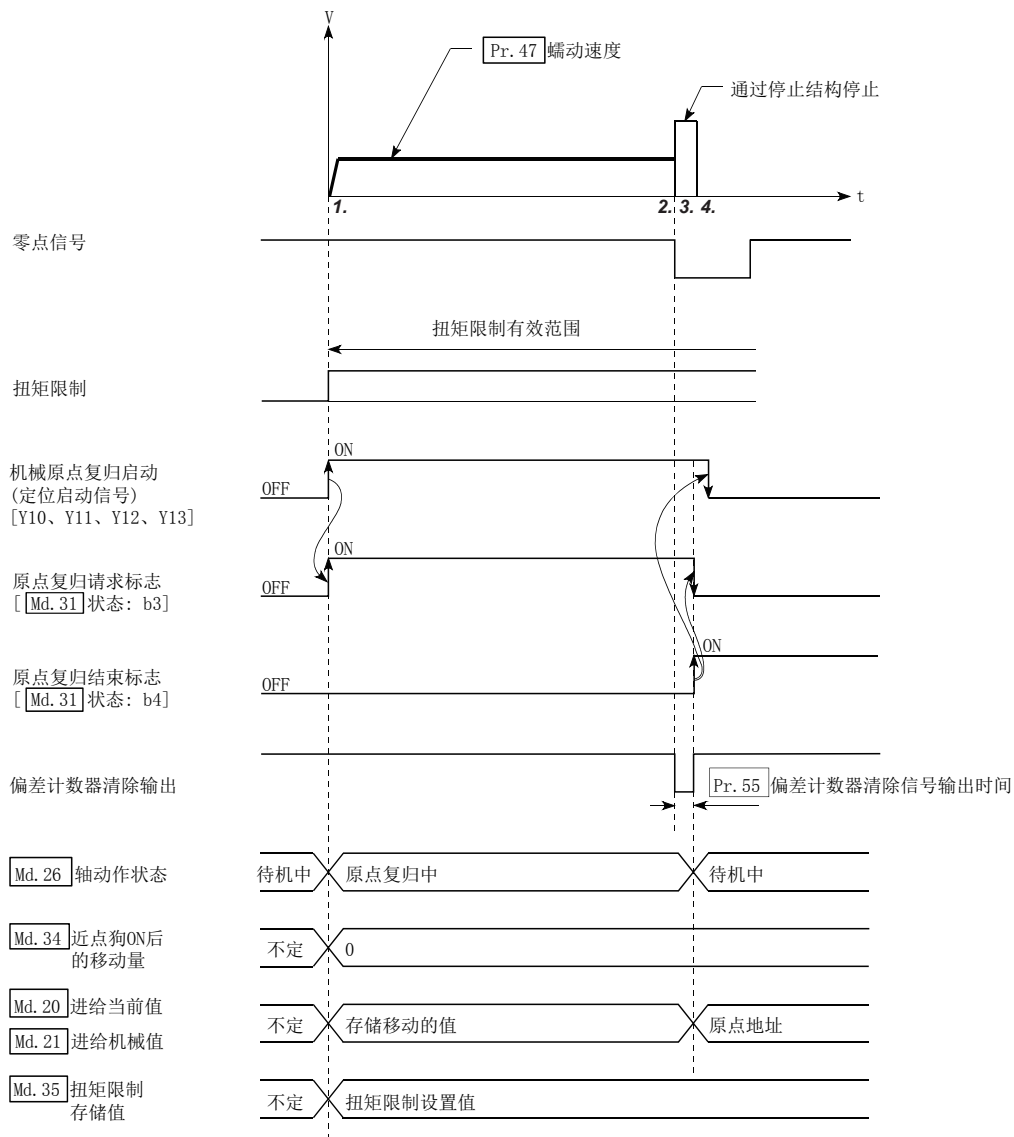 V
Pr.47 蠕动速度
通过停止结构停止
t
1. 2. 3. 4.
零点信号
扭矩限制有效范围
扭矩限制
ON
机械原点复归启动
(定位启动信号)
[Y10、Y11、Y12、Y13]
OFF
ON
原点复归请求标志
[Md.31 状态: b3]
OFF
ON
原点复归结束标志
[Md.31 状态: b4]
OFF
偏差计数器清除输出
Pr.55 偏差计数器清除信号输出时间
Md.26 轴动作状态
待机中 原点复归中 待机中
Md.34 近点狗ON后
的移动量
不定 0
Md.20 进给当前值
Md.21 进给机械值
不定 存储移动的值 原点地址
Md.35 扭矩限制
存储值
不定 扭矩限制设置值